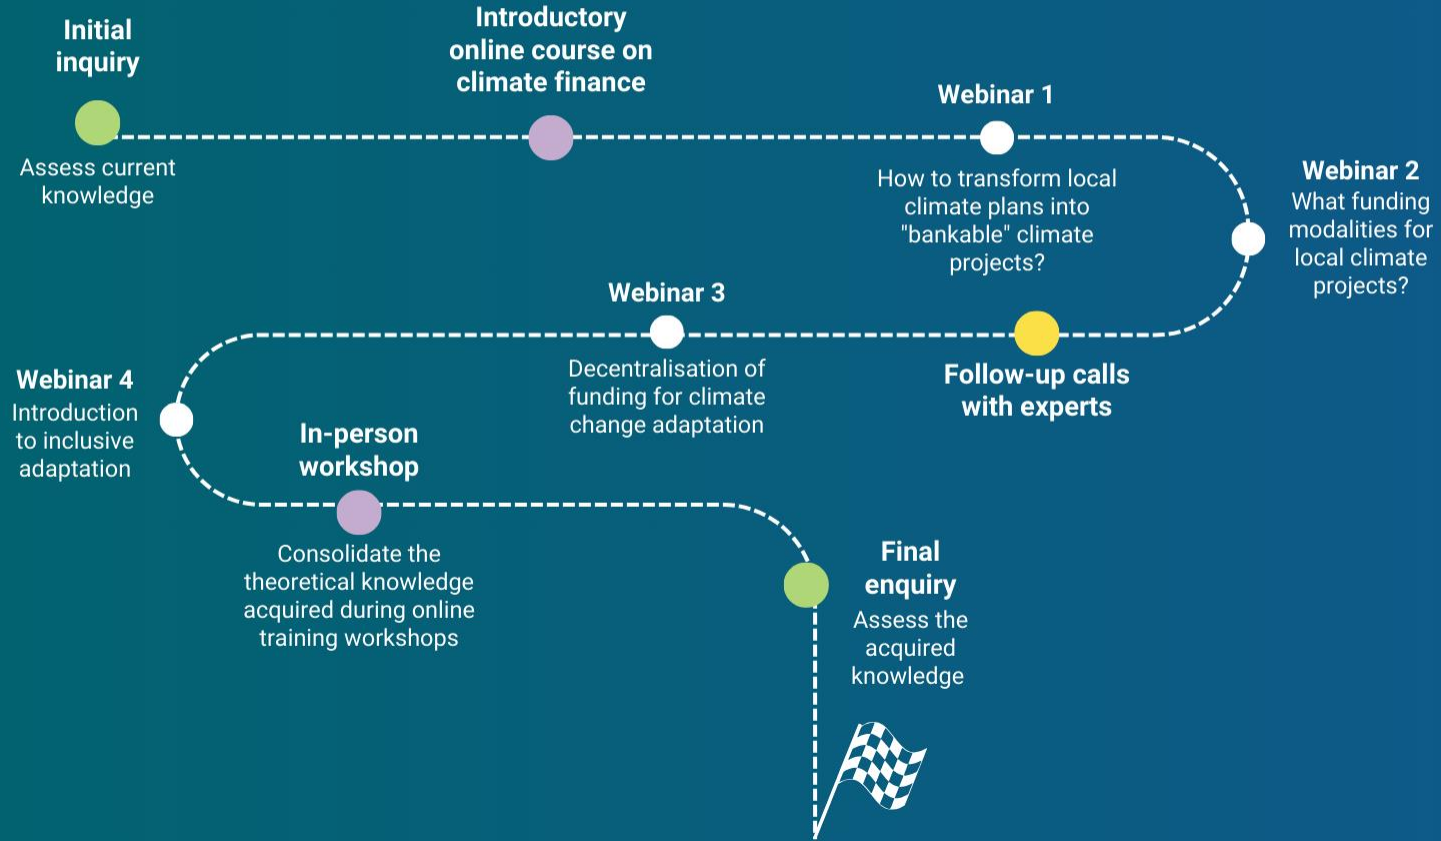 Initial
inquiry
Assess current
knowledge
Introductory
online course on
climate finance
Webinar 1
How to transform local
climate plans into
"bankable" climate
projects?
Webinar 2
What funding
modalities for
local climate
projects?
Follow-up calls
with experts
Webinar 3
Decentralisation of
funding for climate
change adaptation
Webinar 4
Introduction
to inclusive
adaptation
In-person
workshop
Consolidate the
theoretical knowledge
acquired during online
training workshops
Final
enquiry
Assess the
acquired
knowledge